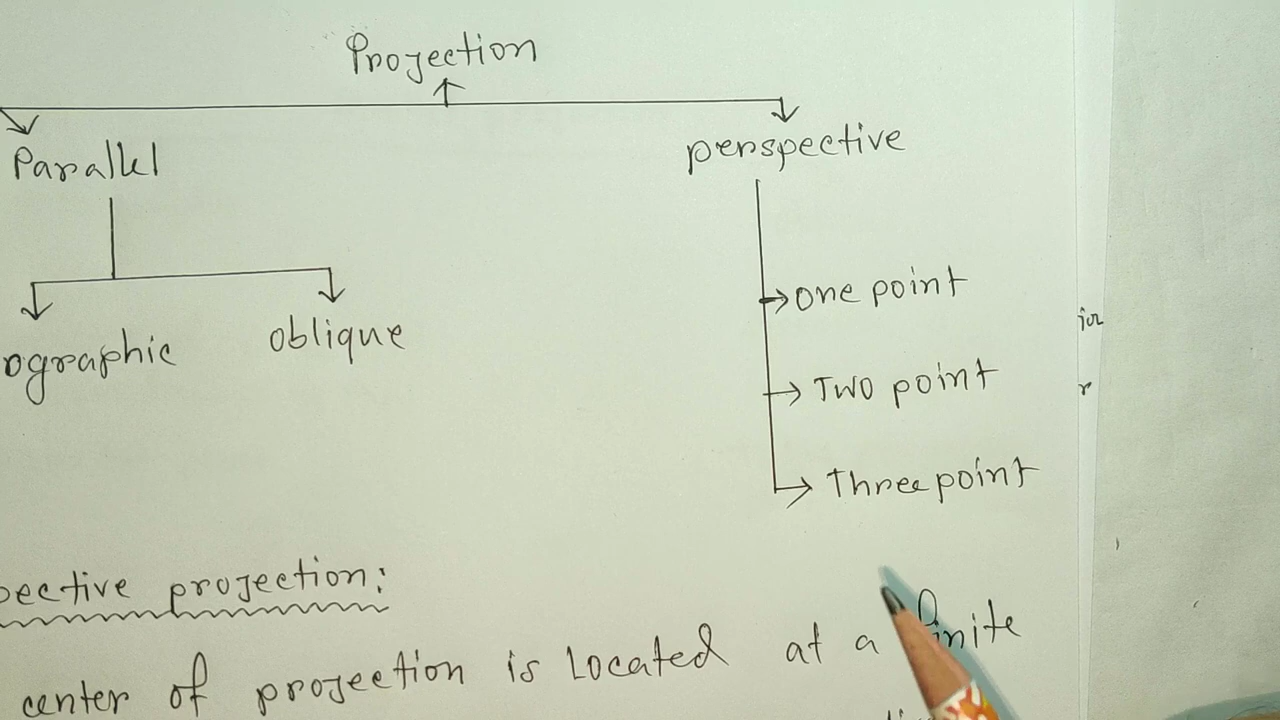 Projection
Parallel perspective
one point
ographic oblique
Two point
Three point
pective projection:
center of projection is located at a finite